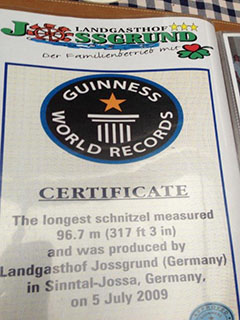 LANDGASTHOF
JOSSGRUND
Der Familienbetrieb mit
GUINNESS
WORLD RECORDS
CERTIFICATE
The longest schnitzel measured
96.7 m (317 ft 3 in)
and was produced by
Landgasthof Jossgrund (Germany)
in Sinntal-Jossa, Germany,
on 5 July 2009